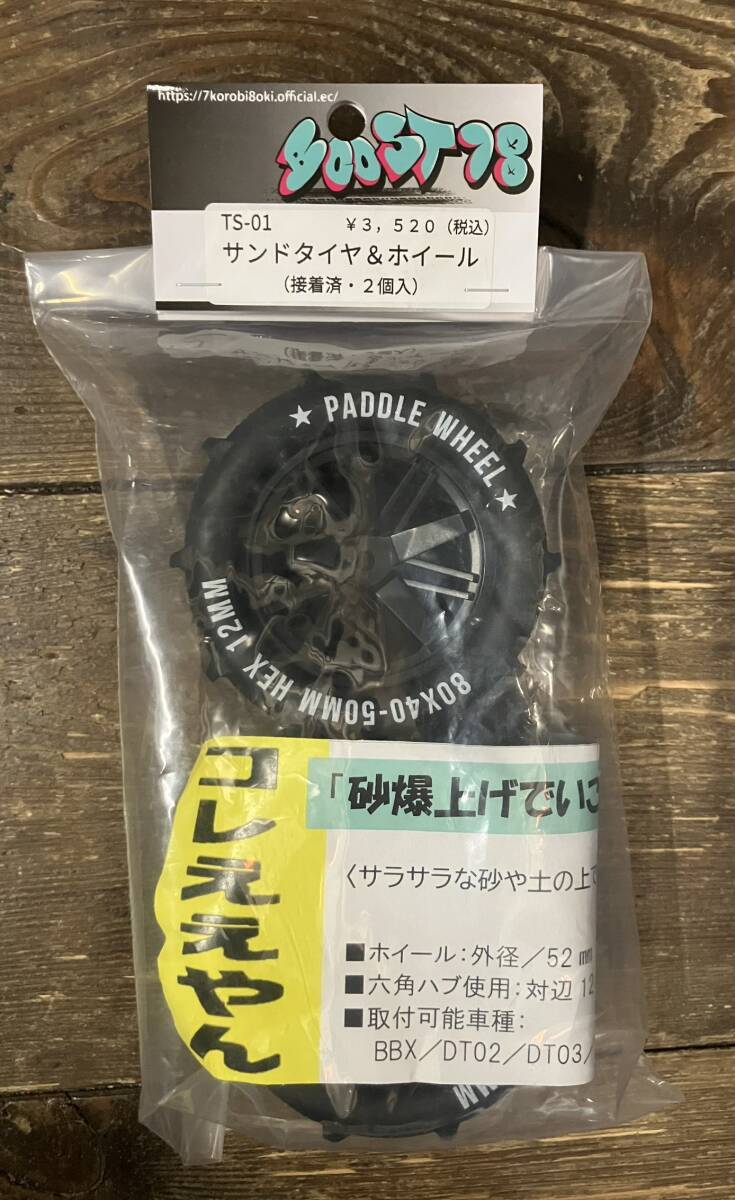 https://7korobi8oki.official.ec/
BOOST78
TS-01 ¥3,520(税込)
サンドタイヤ&ホイール
(接着済・2個入)
★ PADDLE WHEEL ★
80X40-50MM HEX 12MM
コレええやん
「砂爆上げでいこ
〈サラサラな砂や土の上で
■ホイール:外径/52 mm
■六角ハブ使用:対辺 12
■取付可能車種:
BBX/DT02/DT03/
MM